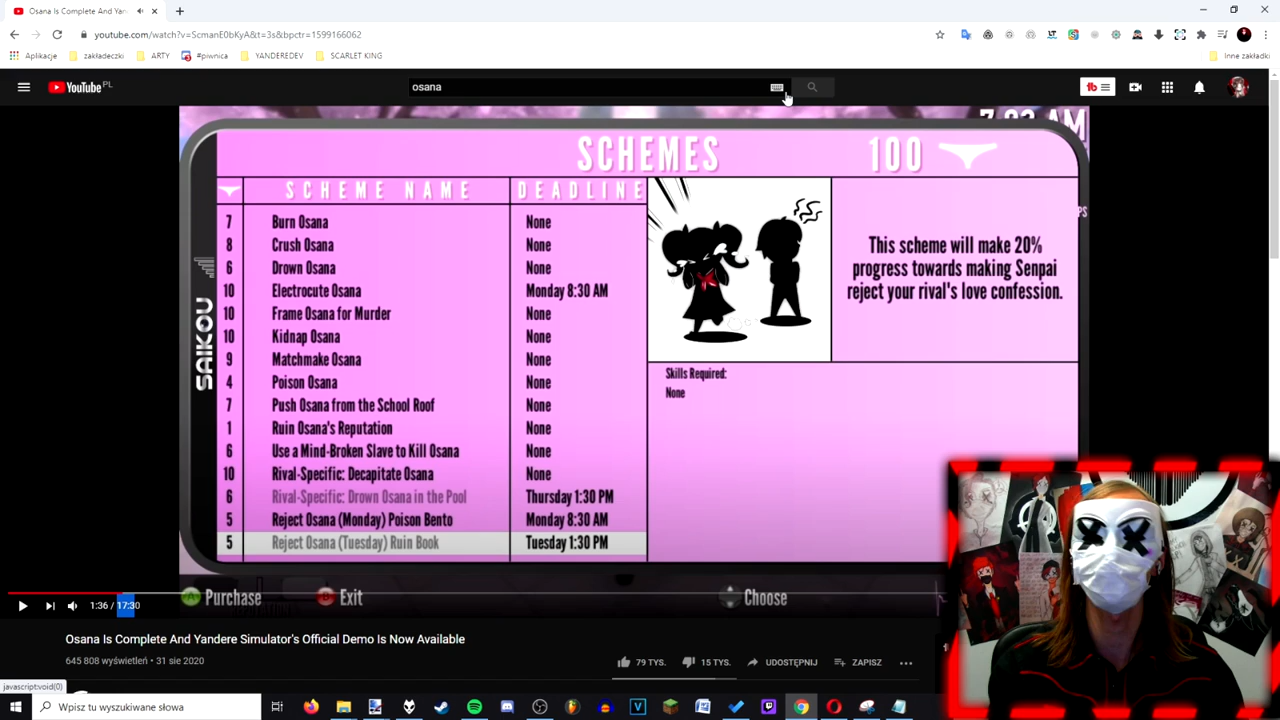 Osana Is Complete And Yan
youtube.com/watch?v=ScmanE0bKyA&t=3s&bpctr=1599166062
Aplikacje zakładeczki ARTY #piwnica YANDEREDEV SCARLET KING Inne zakładki
YouTube PL osana
7:03 AM
SCHEMES 100
SCHEME NAME DEADLINE
7 Burn Osana None
8 Crush Osana None
6 Drown Osana None
10 Electrocute Osana Monday 8:30 AM
10 Frame Osana for Murder None
10 Kidnap Osana None
9 Matchmake Osana None
4 Poison Osana None
7 Push Osana from the School Roof None
1 Ruin Osana's Reputation None
6 Use a Mind-Broken Slave to Kill Osana None
10 Rival-Specific: Decapitate Osana None
6 Rival-Specific: Drown Osana in the Pool Thursday 1:30 PM
5 Reject Osana (Monday) Poison Bento Monday 8:30 AM
5 Reject Osana (Tuesday) Ruin Book Tuesday 1:30 PM
SAIKOU
This scheme will make 20%
progress towards making Senpai
reject your rival's love confession.
Skills Required:
None
PS
Purchase Exit Choose
1:36 / 17:30
Osana Is Complete And Yandere Simulator's Official Demo Is Now Available
645 808 wyświetleń • 31 sie 2020
79 TYS. 15 TYS. UDOSTĘPNIJ ZAPISZ
javascript:void(0)
Wpisz tu wyszukiwane słowa